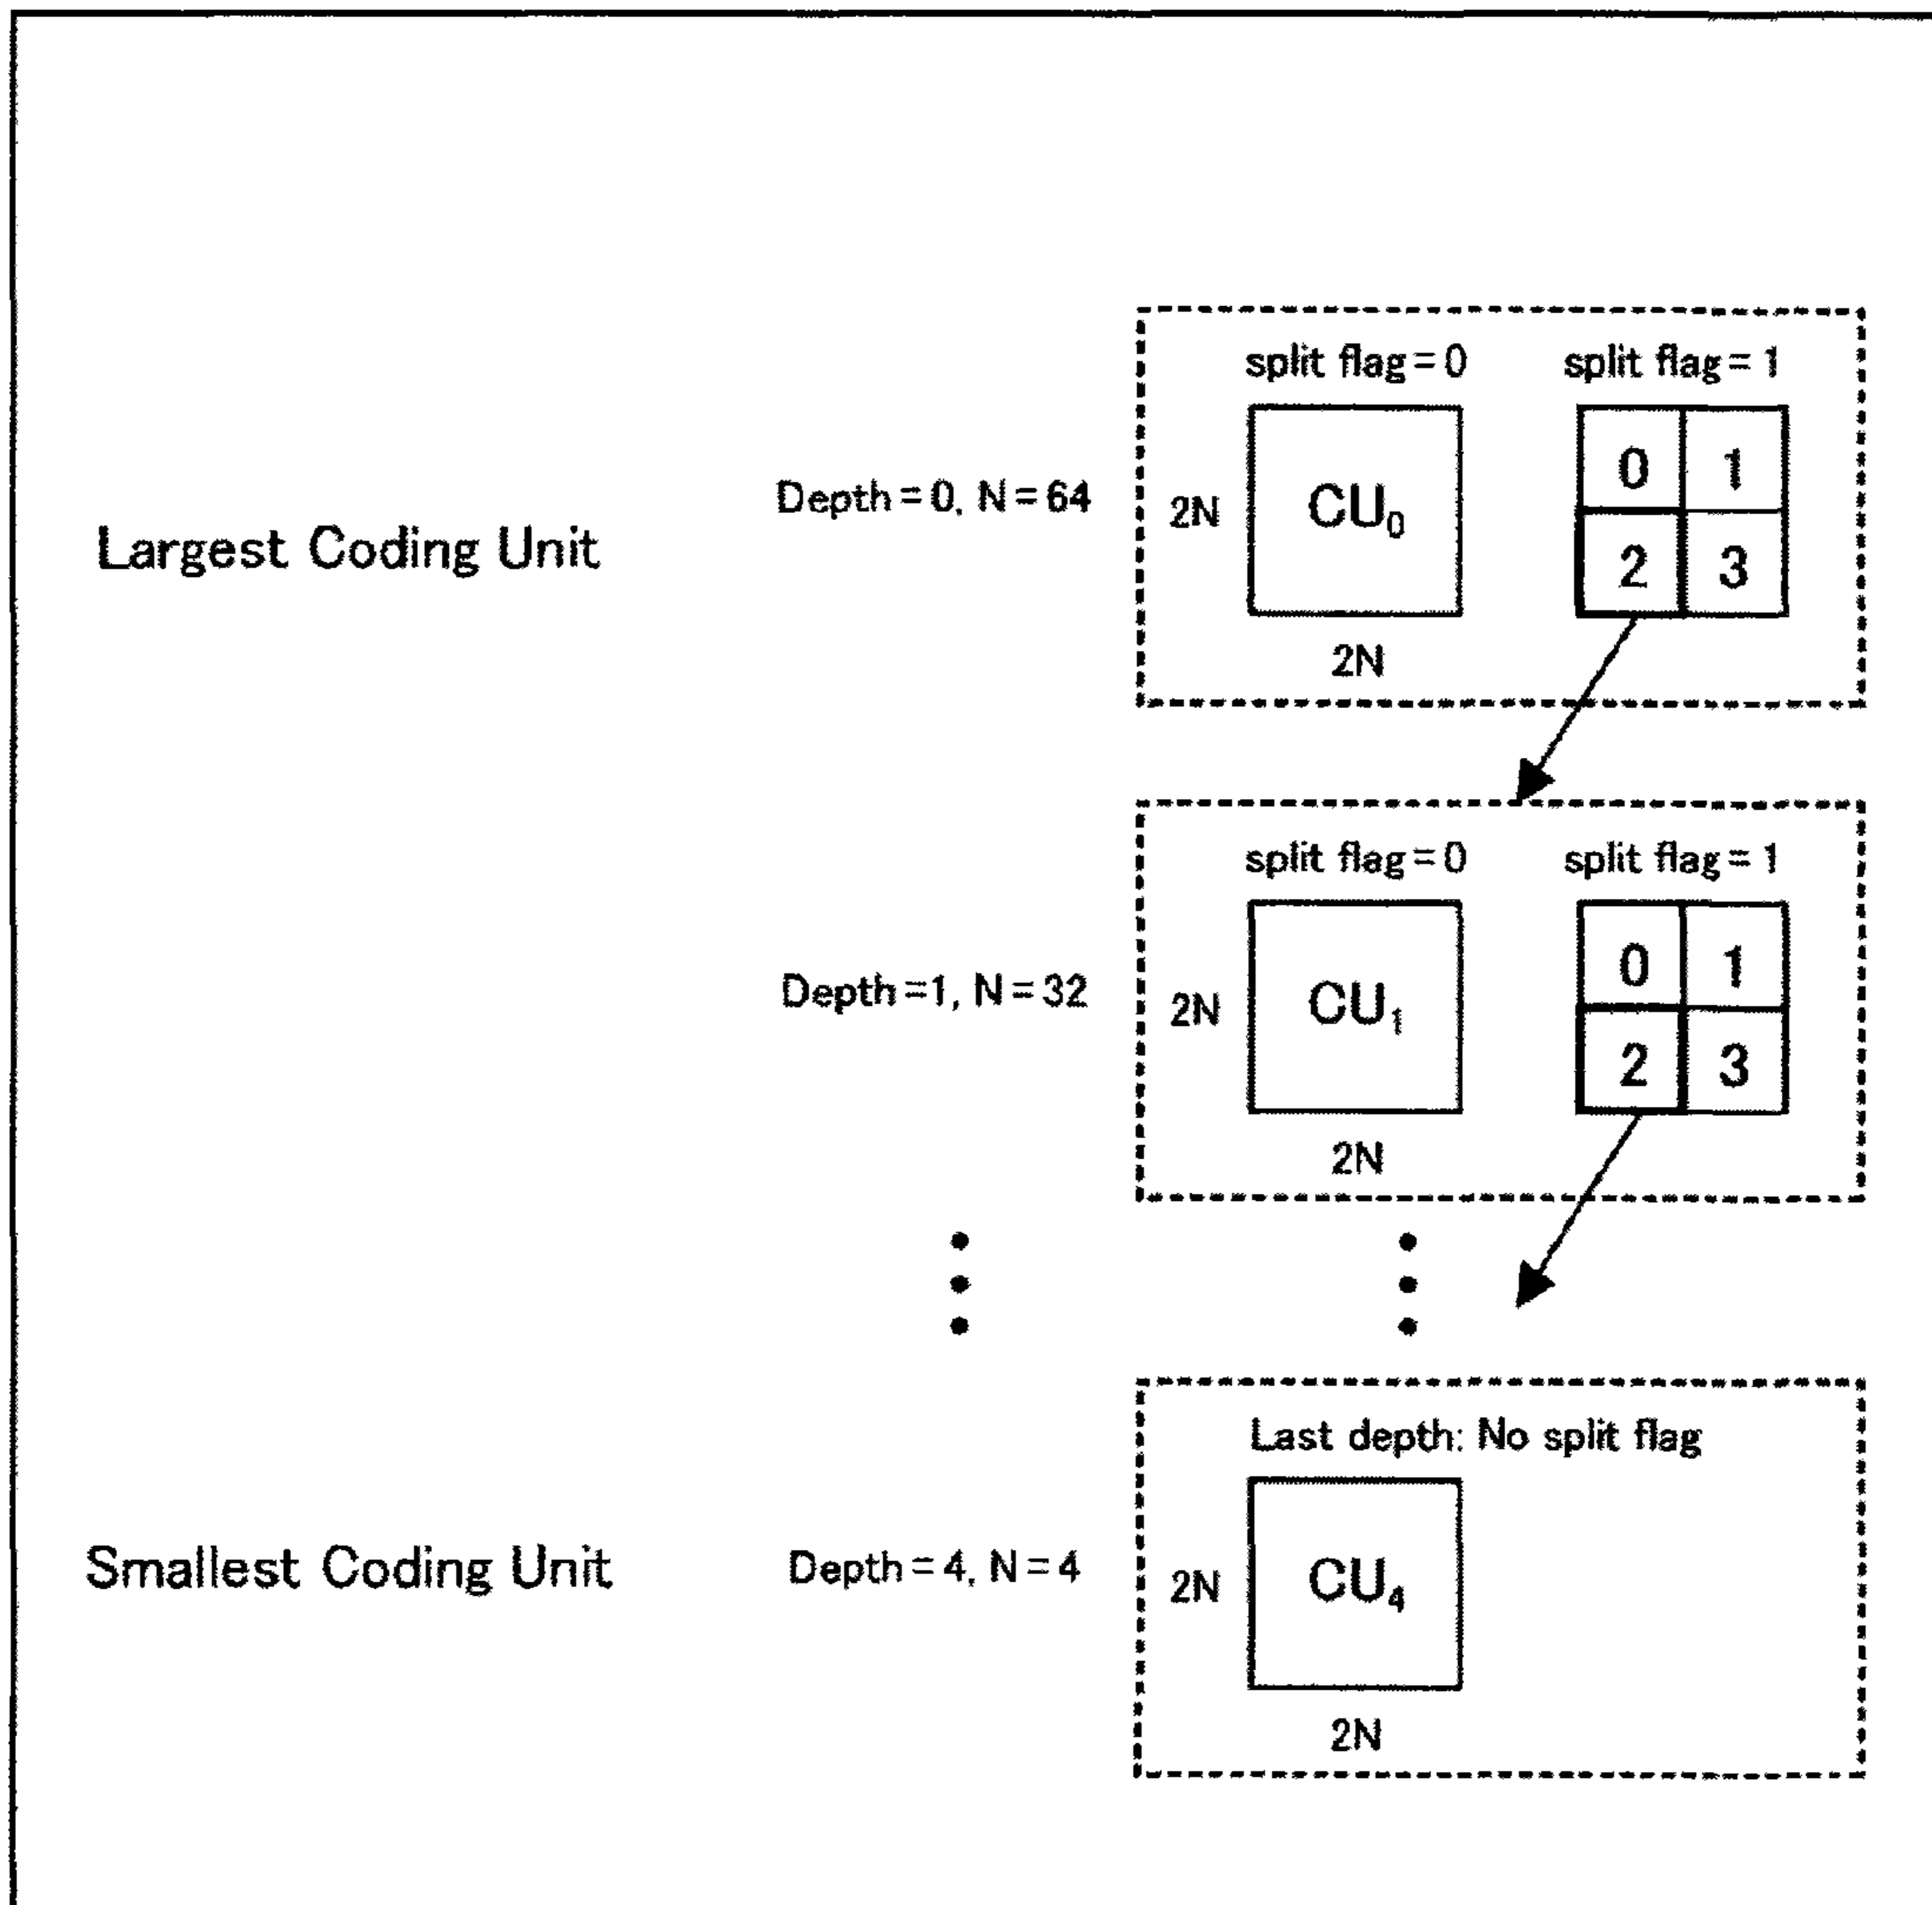 split flag = 0 split flag = 1
Largest Coding Unit
Depth = 0, N = 64
2N
CU₀
0 1
2 3
2N
split flag = 0 split flag = 1
Depth =1, N = 32
2N
CU₁
0 1
2 3
2N
Last depth: No split flag
Smallest Coding Unit
Depth = 4, N = 4
2N
CU₄
2N